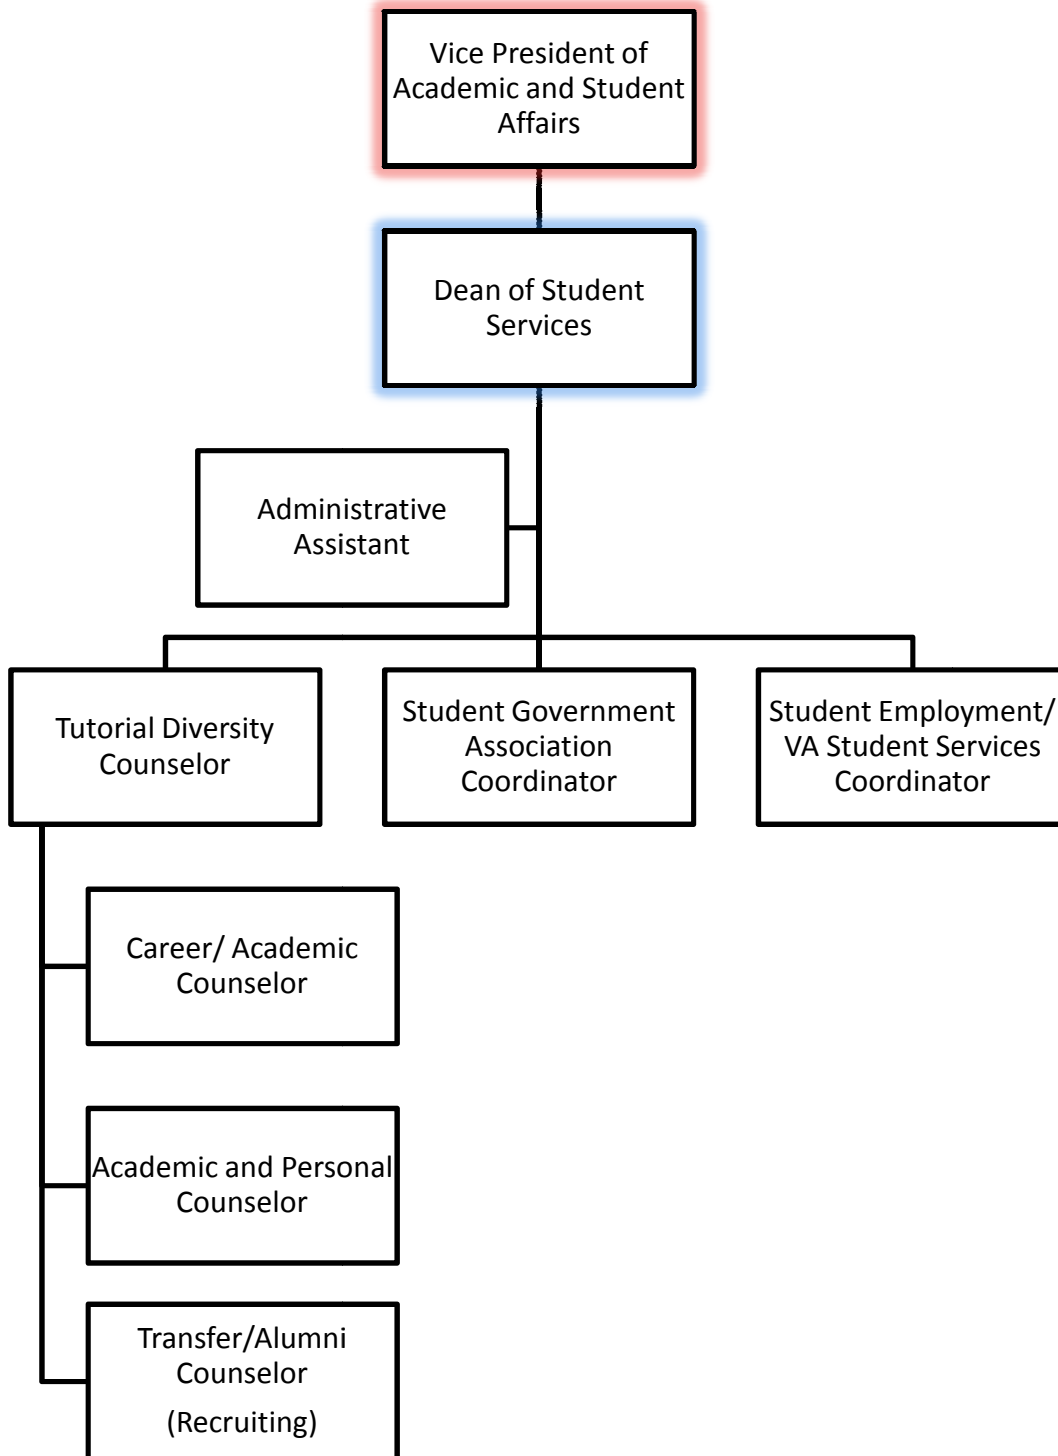 Vice President of
Academic and Student
Affairs
Dean of Student
Services
Administrative
Assistant
Tutorial Diversity
Counselor
Student Government
Association
Coordinator
Student Employment/
VA Student Services
Coordinator
Career/ Academic
Counselor
Academic and Personal
Counselor
Transfer/Alumni
Counselor
(Recruiting)